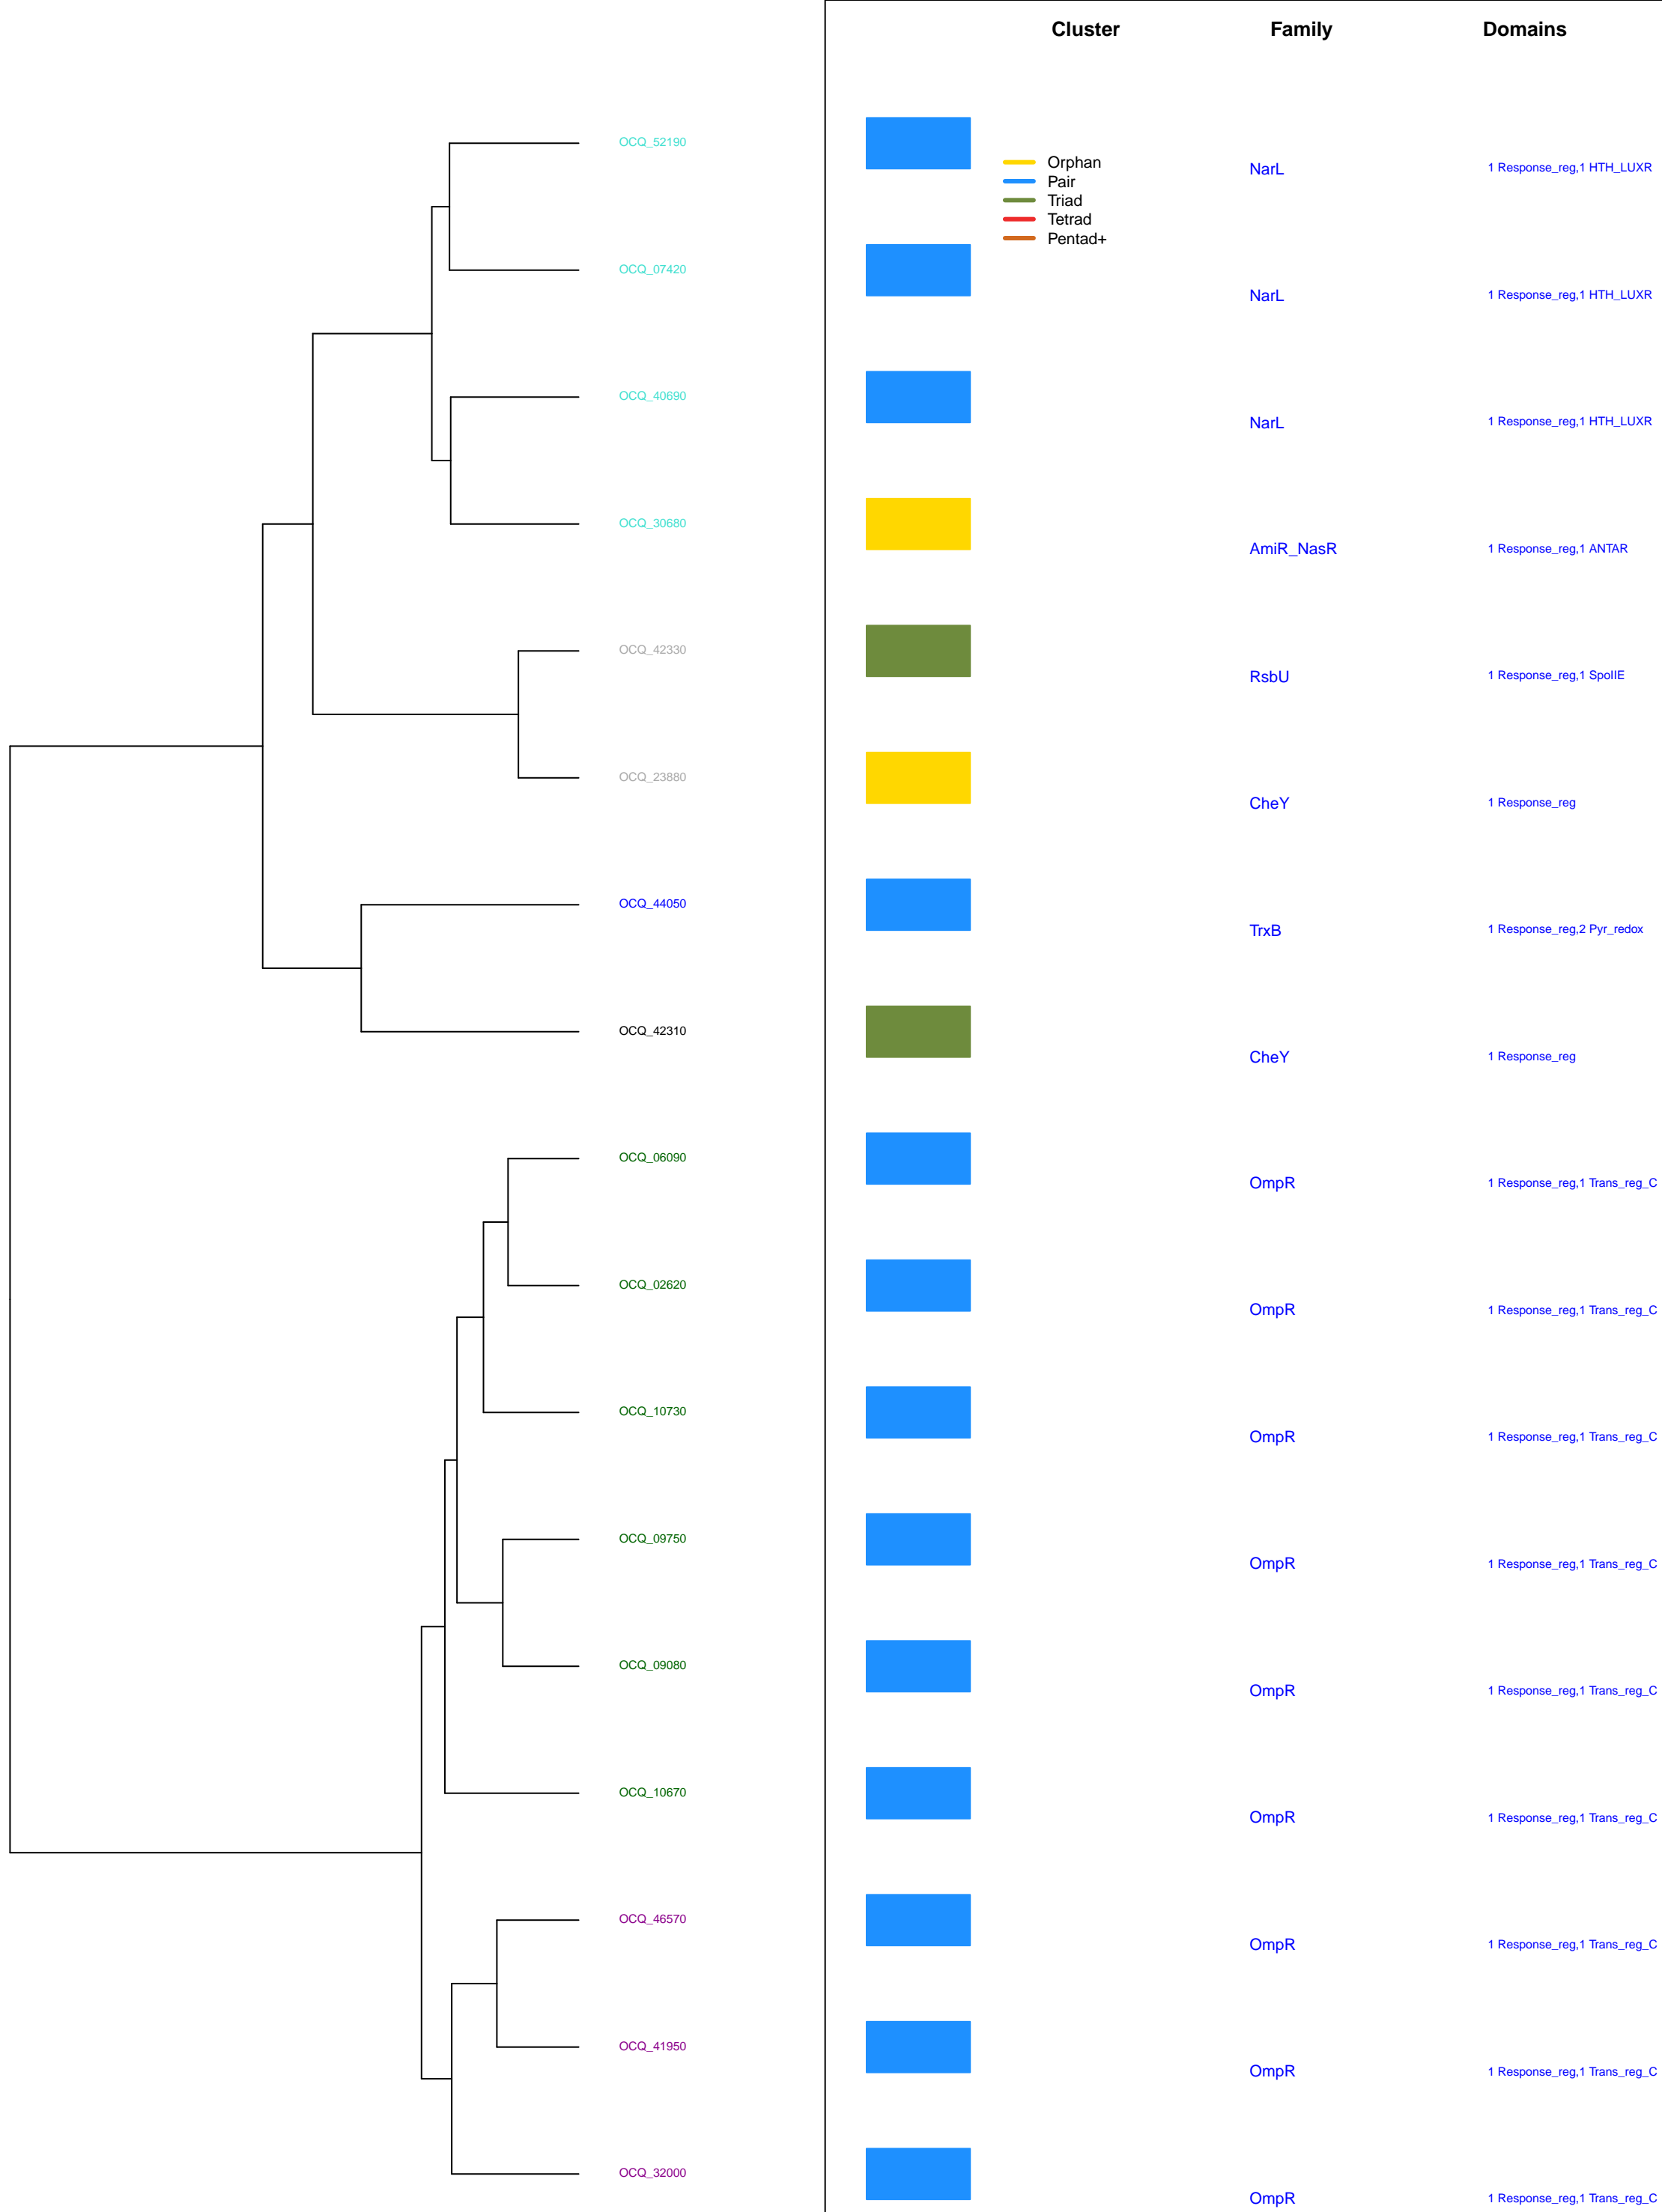 Cluster Family Domains
OCQ_52190
Orphan
NarL 1 Response_reg,1 HTH_LUXR
Pair
Triad
Tetrad
Pentad+
OCQ_07420
NarL 1 Response_reg,1 HTH_LUXR
OCQ_40690
NarL 1 Response_reg,1 HTH_LUXR
OCQ_30680
AmiR_NasR 1 Response_reg,1 ANTAR
OCQ_42330
RsbU 1 Response_reg,1 SpoIIE
OCQ_23880
CheY 1 Response_reg
OCQ_44050
TrxB 1 Response_reg,2 Pyr_redox
OCQ_42310
CheY 1 Response_reg
OCQ_06090
OmpR 1 Response_reg,1 Trans_reg_C
OCQ_02620
OmpR 1 Response_reg,1 Trans_reg_C
OCQ_10730
OmpR 1 Response_reg,1 Trans_reg_C
OCQ_09750
OmpR 1 Response_reg,1 Trans_reg_C
OCQ_09080
OmpR 1 Response_reg,1 Trans_reg_C
OCQ_10670
OmpR 1 Response_reg,1 Trans_reg_C
OCQ_46570
OmpR 1 Response_reg,1 Trans_reg_C
OCQ_41950
OmpR 1 Response_reg,1 Trans_reg_C
OCQ_32000
OmpR 1 Response_reg,1 Trans_reg_C